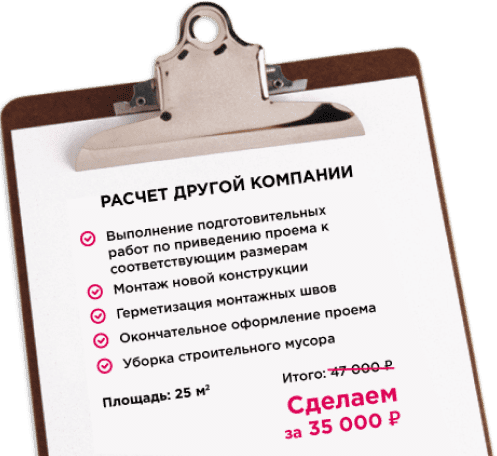 РАСЧЕТ ДРУГОЙ КОМПАНИИ
Выполнение подготовительных
работ по приведению проема к
соответствующим размерам
Монтаж новой конструкции
Герметизация монтажных швов
Окончательное оформление проема
Уборка строительного мусора
Площадь: 25 м²
Итого: 47 000 ₽
Сделаем
за 35 000 ₽